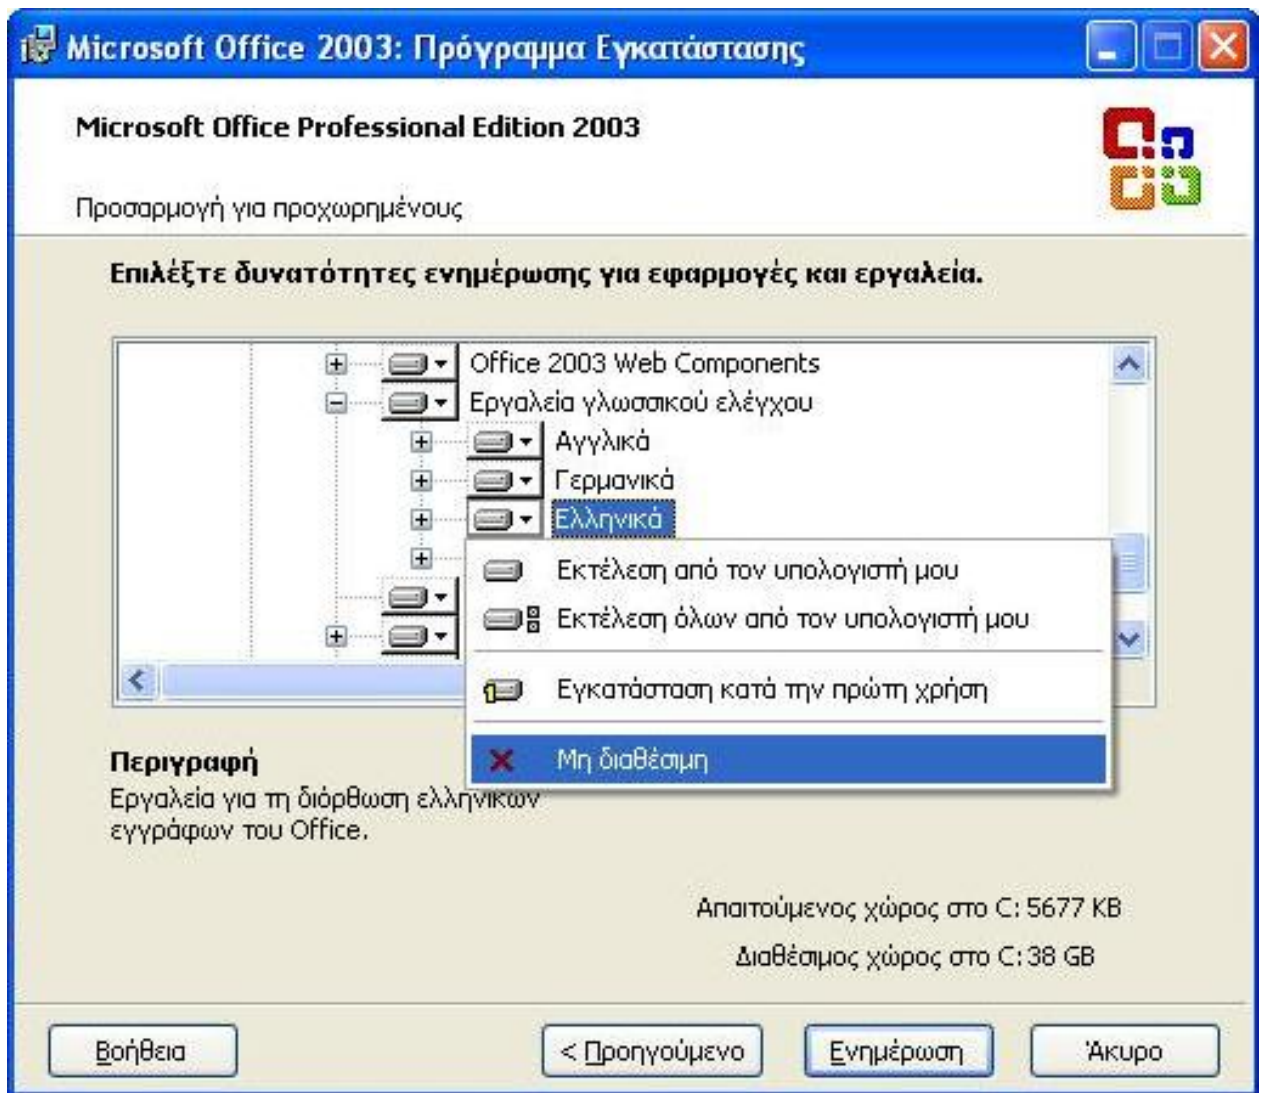 Microsoft Office 2003: Πρόγραμμα Εγκατάστασης
Microsoft Office Professional Edition 2003
Προσαρμογή για προχωρημένους
Επιλέξτε δυνατότητες ενημέρωσης για εφαρμογές και εργαλεία.
Office 2003 Web Components
Εργαλεία γλωσσικού ελέγχου
Αγγλικά
Γερμανικά
Ελληνικά
Εκτέλεση από τον υπολογιστή μου
Εκτέλεση όλων από τον υπολογιστή μου
Εγκατάσταση κατά την πρώτη χρήση
Μη διαθέσιμη
Περιγραφή
Εργαλεία για τη διόρθωση ελληνικών
εγγράφων του Office.
Απαιτούμενος χώρος στο C: 5677 KB
Διαθέσιμος χώρος στο C: 38 GB
Βοήθεια
< Προηγούμενο
Ενημέρωση
Άκυρο